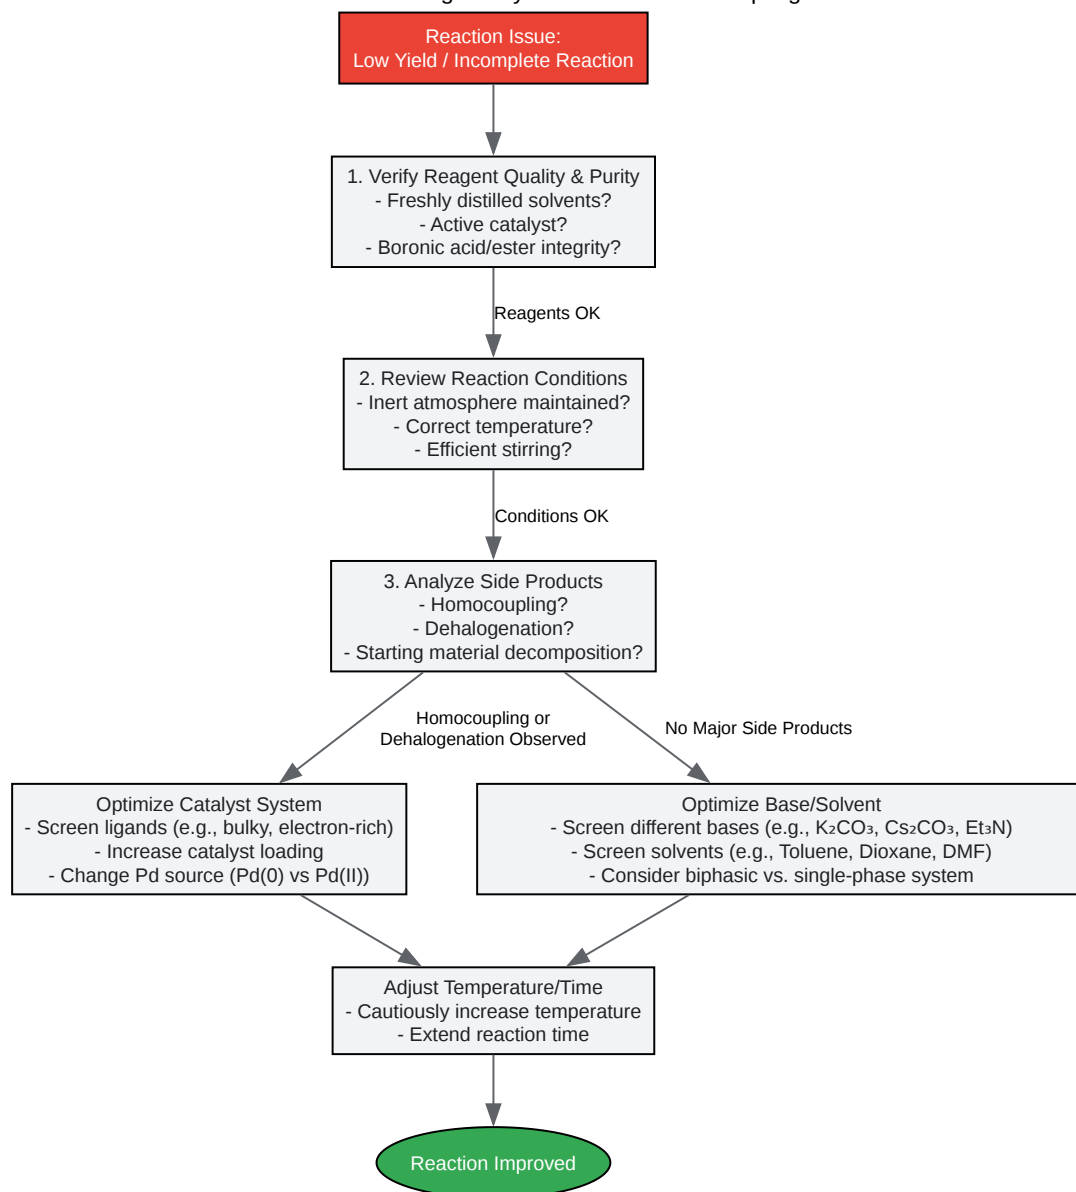 Reaction Issue:
Low Yield / Incomplete Reaction
1. Verify Reagent Quality & Purity
- Freshly distilled solvents?
- Active catalyst?
- Boronic acid/ester integrity?
Reagents OK
2. Review Reaction Conditions
- Inert atmosphere maintained?
- Correct temperature?
- Efficient stirring?
Conditions OK
3. Analyze Side Products
- Homocoupling?
- Dehalogenation?
- Starting material decomposition?
Homocoupling or
Dehalogenation Observed
No Major Side Products
Optimize Catalyst System
- Screen ligands (e.g., bulky, electron-rich)
- Increase catalyst loading
- Change Pd source (Pd(0) vs Pd(II))
Optimize Base/Solvent
- Screen different bases (e.g., K₂CO₃, Cs₂CO₃, Et₃N)
- Screen solvents (e.g., Toluene, Dioxane, DMF)
- Consider biphasic vs. single-phase system
Adjust Temperature/Time
- Cautiously increase temperature
- Extend reaction time
Reaction Improved